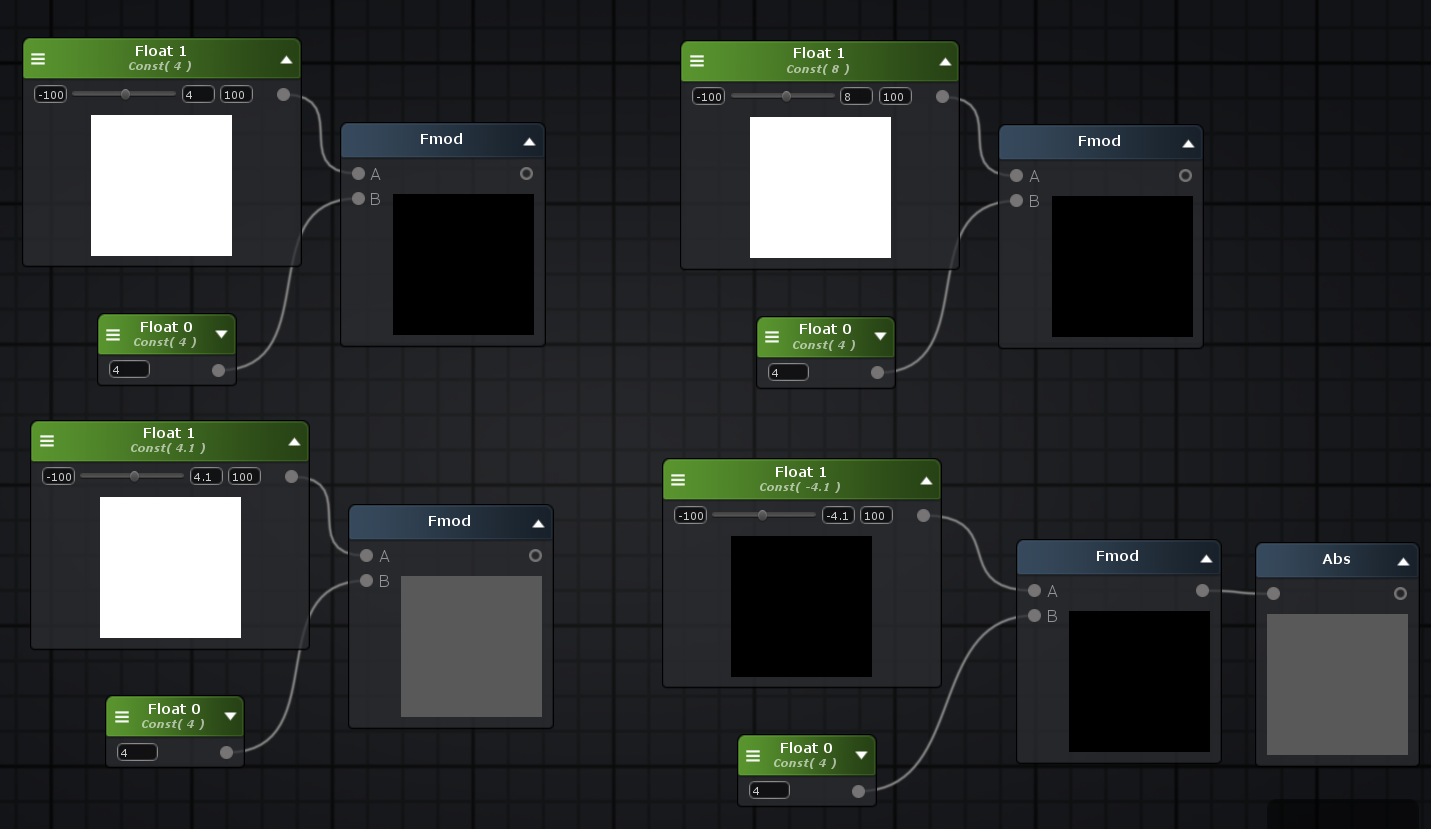 Float 1
Const( 4 )
-100
4
100
Fmod
A
B
Float 0
Const( 4 )
4
Float 1
Const( 8 )
-100
8
100
Fmod
A
B
Float 0
Const( 4 )
4
Float 1
Const( 4.1 )
-100
4.1
100
Fmod
A
B
Float 0
Const( 4 )
4
Float 1
Const( -4.1 )
-100
-4.1
100
Fmod
A
B
Abs
Float 0
Const( 4 )
4